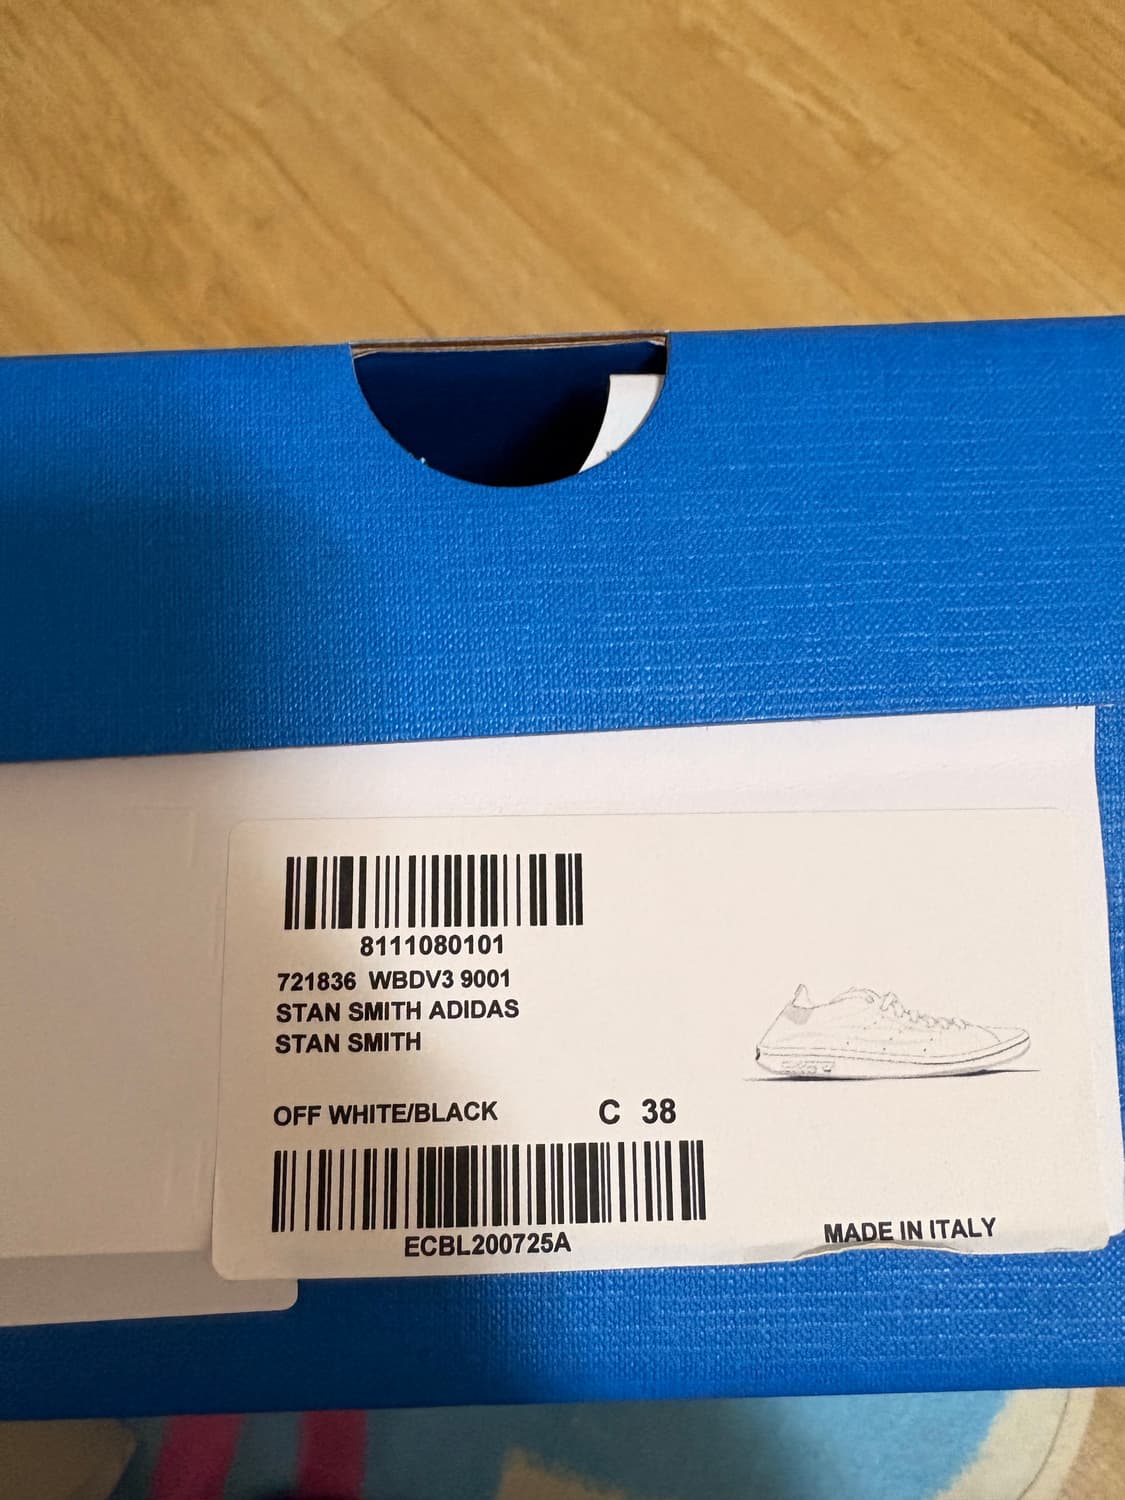 8111080101
721836 WBDV3 9001
STAN SMITH ADIDAS
STAN SMITH
OFF WHITE/BLACK C 38
ECBL200725A
MADE IN ITALY